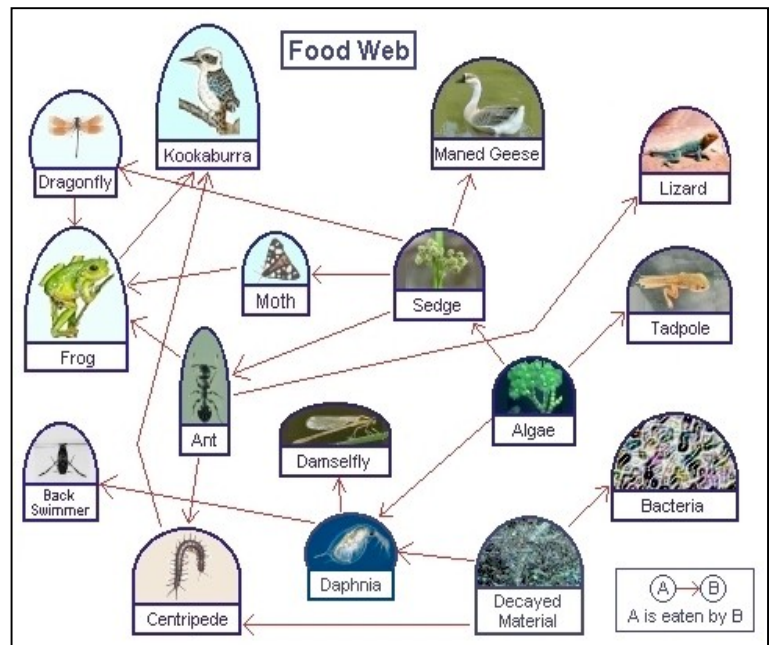 Food Web
Kookaburra
Maned Geese
Dragonfly
Lizard
Moth
Sedge
Tadpole
Frog
Ant
Algae
Damselfly
Back
Swimmer
Bacteria
Daphnia
Centripede
Decayed
Material
A B
A is eaten by B